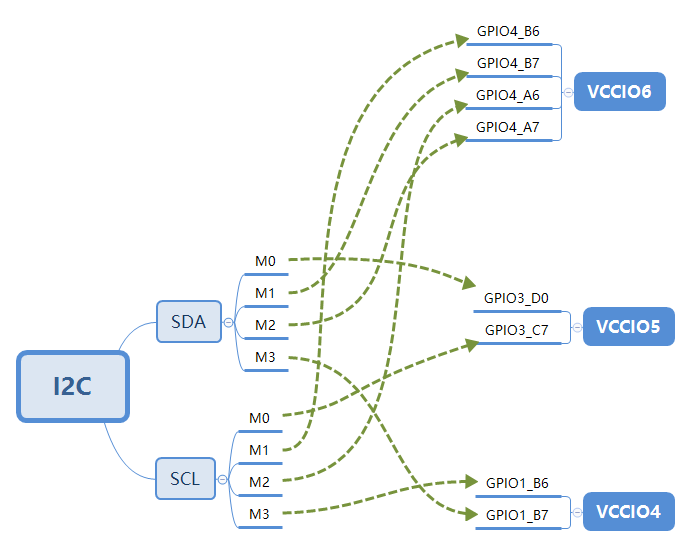 I2C
SDA
M0
M1
M2
M3
SCL
M0
M1
M2
M3
GPIO4_B6
GPIO4_B7
GPIO4_A6
GPIO4_A7
VCCIO6
GPIO3_D0
GPIO3_C7
VCCIO5
GPIO1_B6
GPIO1_B7
VCCIO4